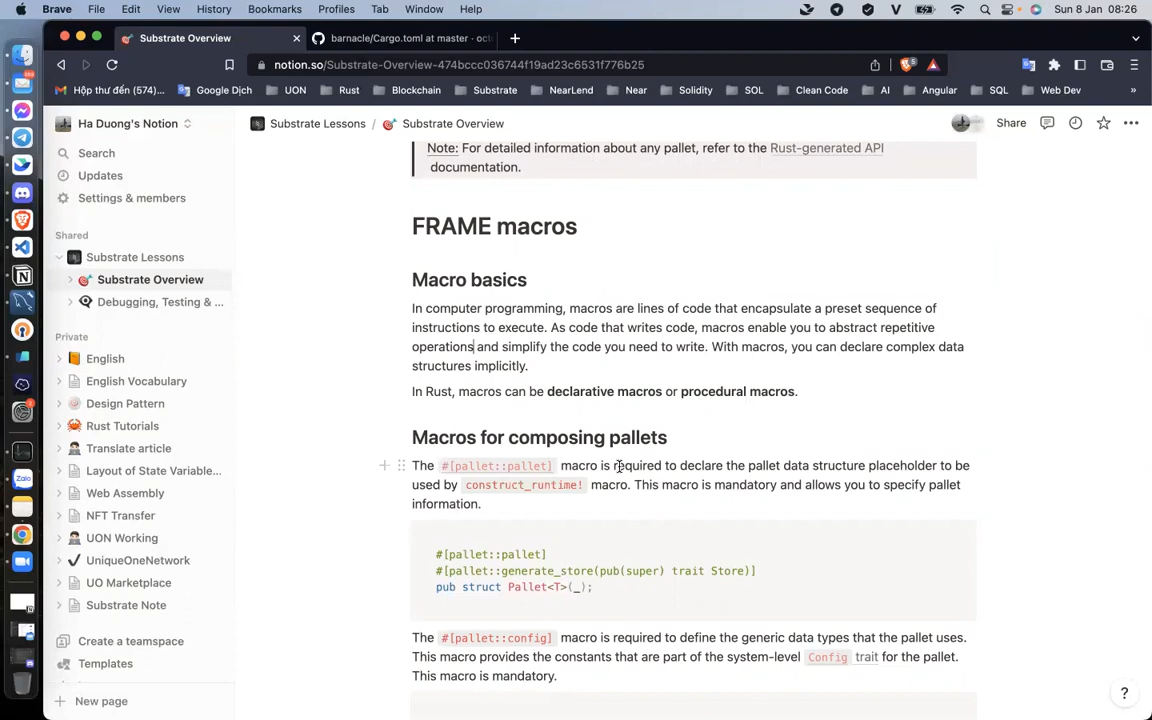 Brave File Edit View History Bookmarks Profiles Tab Window Help Sun 8 Jan 08:26
Substrate Overview
barnacle/Cargo.toml at master · oct
notion.so/Substrate-Overview-474bccc036744f19ad23c6531f776b25
Hộp thư đến (574)... Google Dịch UON Rust Blockchain Substrate NearLend Near Solidity SOL Clean Code AI Angular SQL Web Dev »
Ha Duong's Notion
Substrate Lessons / Substrate Overview
Share
Search
Updates
Settings & members
Shared
Substrate Lessons
Substrate Overview
Debugging, Testing & ...
Private
English
English Vocabulary
Design Pattern
Rust Tutorials
Translate article
Layout of State Variable...
Web Assembly
NFT Transfer
UON Working
UniqueOneNetwork
UO Marketplace
Substrate Note
Create a teamspace
Templates
New page
Note: For detailed information about any pallet, refer to the Rust-generated API
documentation.
FRAME macros
Macro basics
In computer programming, macros are lines of code that encapsulate a preset sequence of
instructions to execute. As code that writes code, macros enable you to abstract repetitive
operations and simplify the code you need to write. With macros, you can declare complex data
structures implicitly.
In Rust, macros can be declarative macros or procedural macros.
Macros for composing pallets
The #[pallet::pallet] macro is required to declare the pallet data structure placeholder to be
used by construct_runtime! macro. This macro is mandatory and allows you to specify pallet
information.
#[pallet::pallet]
#[pallet::generate_store(pub(super) trait Store)]
pub struct Pallet<T>(_);
The #[pallet::config] macro is required to define the generic data types that the pallet uses.
This macro provides the constants that are part of the system-level Config trait for the pallet.
This macro is mandatory.
?